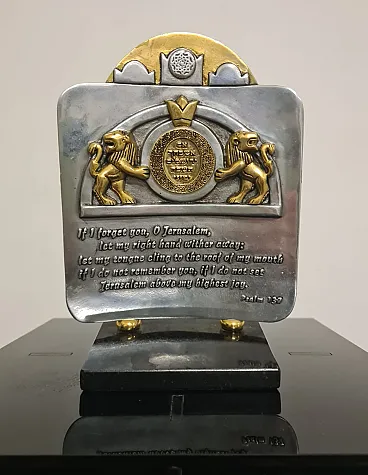 If I forget you, O Jerusalem,
let my right hand wither away;
let my tongue cling to the roof of my mouth
if I do not remember you, if I do not set
Jerusalem above my highest joy.
Psalm 137